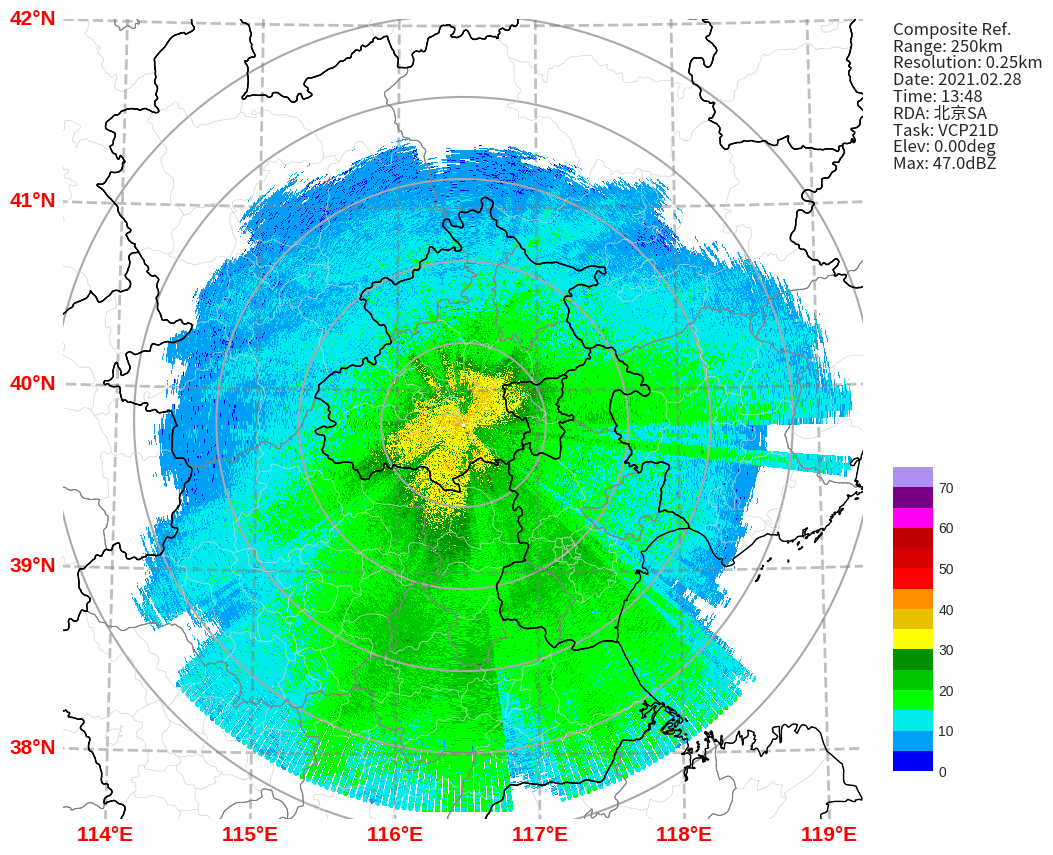 42°N
41°N
40°N
39°N
38°N
114°E 115°E 116°E 117°E 118°E 119°E
Composite Ref.
Range: 250km
Resolution: 0.25km
Date: 2021.02.28
Time: 13:48
RDA: 北京SA
Task: VCP21D
Elev: 0.00deg
Max: 47.0dBZ
70
60
50
40
30
20
10
0